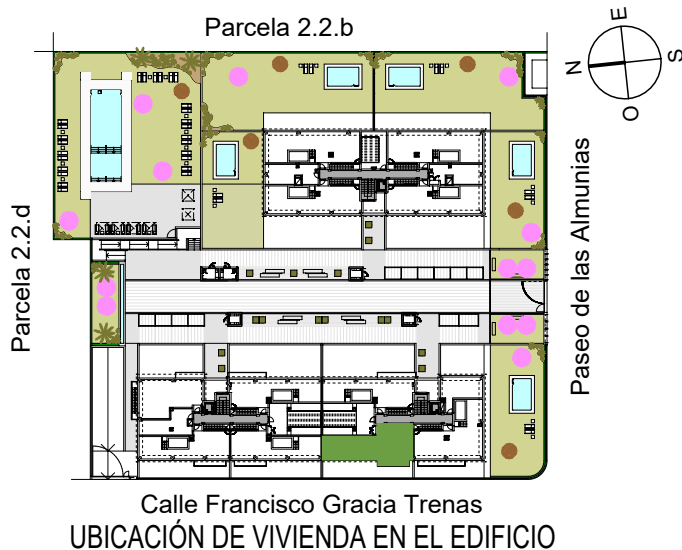 Parcela 2.2.b
E
N
S
O
Paseo de las Almunias
Parcela 2.2.d
Calle Francisco Gracia Trenas
UBICACIÓN DE VIVIENDA EN EL EDIFICIO